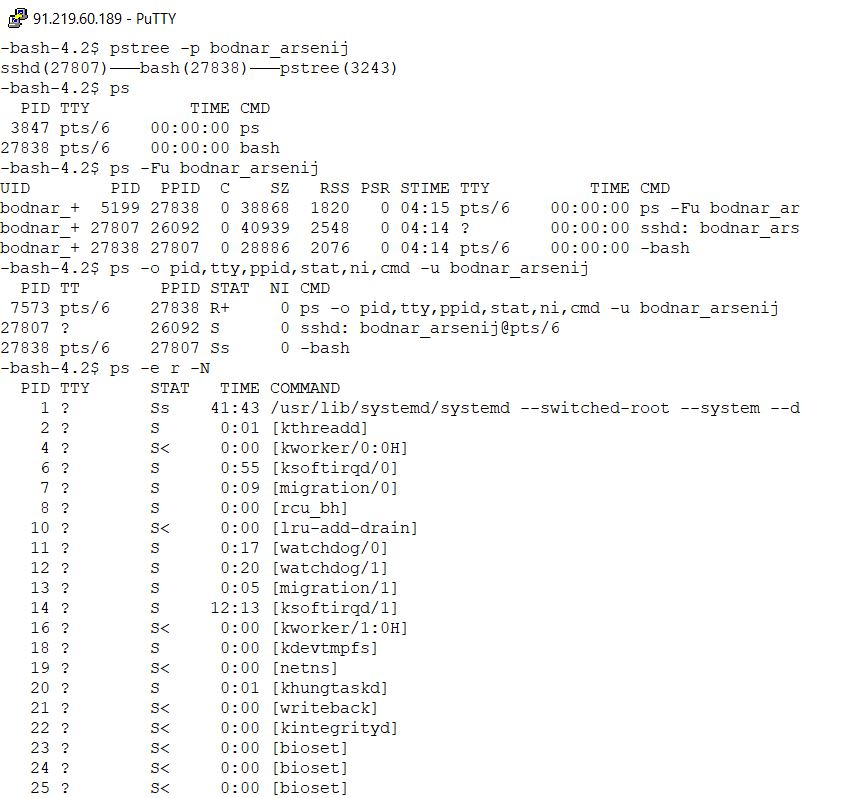 91.219.60.189 - PuTTY
-bash-4.2$ pstree -p bodnar_arsenij
sshd(27807)───bash(27838)───pstree(3243)
-bash-4.2$ ps
  PID TTY          TIME CMD
 3847 pts/6    00:00:00 ps
27838 pts/6    00:00:00 bash
-bash-4.2$ ps -Fu bodnar_arsenij
UID        PID  PPID  C    SZ   RSS PSR STIME TTY          TIME CMD
bodnar_+  5199 27838  0 38868  1820   0 04:15 pts/6    00:00:00 ps -Fu bodnar_ar
bodnar_+ 27807 26092  0 40939  2548   0 04:14 ?        00:00:00 sshd: bodnar_ars
bodnar_+ 27838 27807  0 28886  2076   0 04:14 pts/6    00:00:00 -bash
-bash-4.2$ ps -o pid,tty,ppid,stat,ni,cmd -u bodnar_arsenij
  PID TT        PPID STAT  NI CMD
 7573 pts/6    27838 R+     0 ps -o pid,tty,ppid,stat,ni,cmd -u bodnar_arsenij
27807 ?        26092 S      0 sshd: bodnar_arsenij@pts/6
27838 pts/6    27807 Ss     0 -bash
-bash-4.2$ ps -e r -N
  PID TTY      STAT   TIME COMMAND
    1 ?        Ss    41:43 /usr/lib/systemd/systemd --switched-root --system --d
    2 ?        S      0:01 [kthreadd]
    4 ?        S<     0:00 [kworker/0:0H]
    6 ?        S      0:55 [ksoftirqd/0]
    7 ?        S      0:09 [migration/0]
    8 ?        S      0:00 [rcu_bh]
   10 ?        S<     0:00 [lru-add-drain]
   11 ?        S      0:17 [watchdog/0]
   12 ?        S      0:20 [watchdog/1]
   13 ?        S      0:05 [migration/1]
   14 ?        S     12:13 [ksoftirqd/1]
   16 ?        S<     0:00 [kworker/1:0H]
   18 ?        S      0:00 [kdevtmpfs]
   19 ?        S<     0:00 [netns]
   20 ?        S      0:01 [khungtaskd]
   21 ?        S<     0:00 [writeback]
   22 ?        S<     0:00 [kintegrityd]
   23 ?        S<     0:00 [bioset]
   24 ?        S<     0:00 [bioset]
   25 ?        S<     0:00 [bioset]